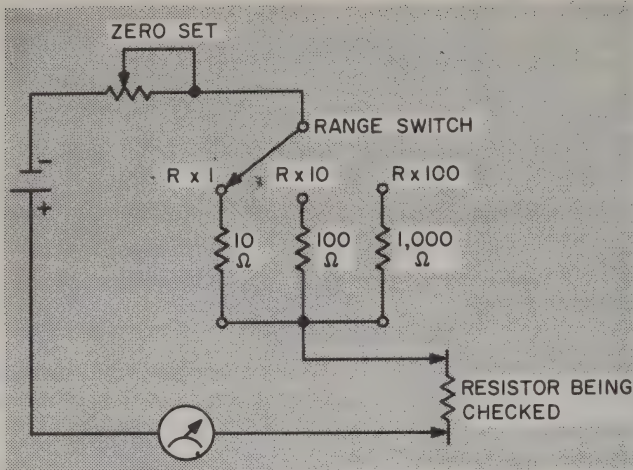 ZERO SET
RANGE SWITCH
R x 1
R x 10
R x 100
10
Ω
100
Ω
1,000
Ω
-
+
RESISTOR BEING
CHECKED